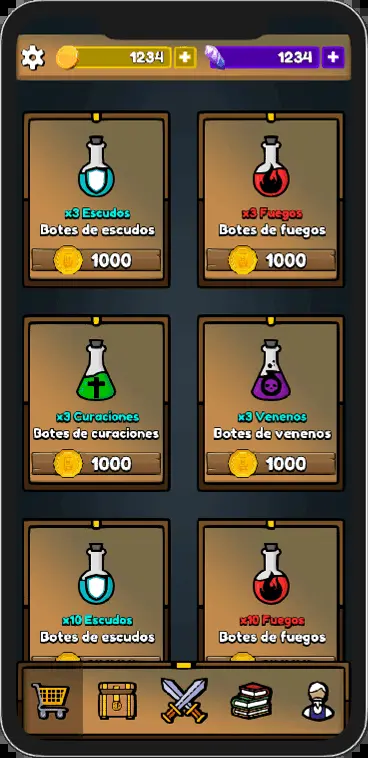 1234 + 1234 +
x3 Escudos
Botes de escudos
1000
x3 Fuegos
Botes de fuegos
1000
x3 Curaciones
Botes de curaciones
1000
x3 Venenos
Botes de venenos
1000
x10 Escudos
Botes de escudos
x10 Fuegos
Botes de fuegos